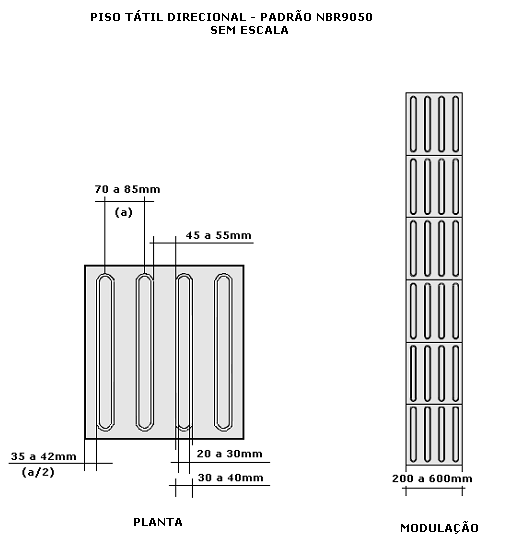 PISO TÁTIL DIRECIONAL - PADRÃO NBR9050
SEM ESCALA
70 a 85mm
(a)
45 a 55mm
35 a 42mm
(a/2)
20 a 30mm
30 a 40mm
PLANTA
200 a 600mm
MODULAÇÃO